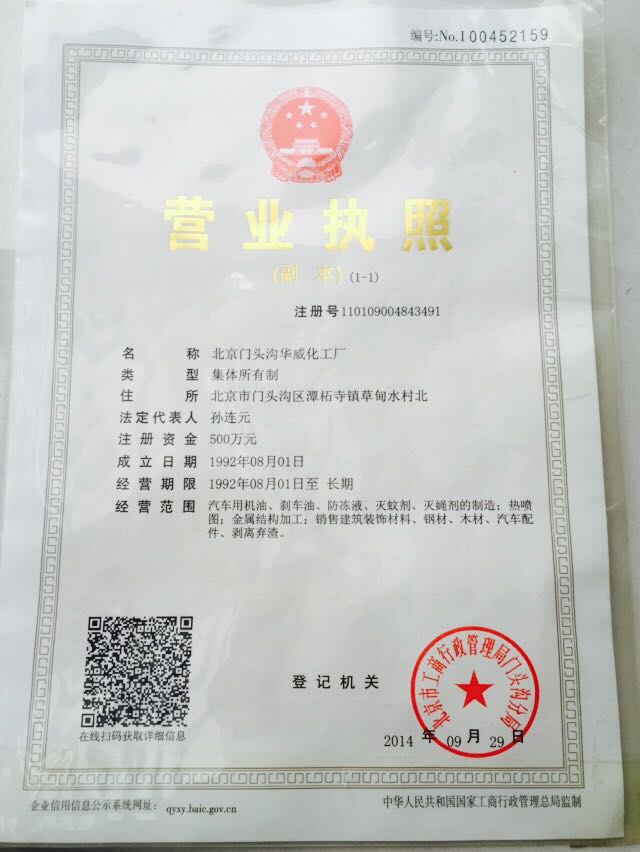 编号:No.100452159
营业执照
(副 本) (1-1)
注册号110109004843491
名 称 北京门头沟华威化工厂
类 型 集体所有制
住 所 北京市门头沟区潭柘寺镇草甸水村北
法定代表人 孙连元
注册资金 500万元
成立日期 1992年08月01日
经营期限 1992年08月01日至 长期
经营范围 汽车用机油、刹车油、防冻液、灭蚊剂、灭蝇剂的制造；热喷
图；金属结构加工；销售建筑装饰材料、钢材、木材、汽车配
件、剥离弃渣。
在线扫码获取详细信息
登记机关
北京市工商行政管理局门头沟分局
2014 年 09 月 29 日
企业信用信息公示系统网址： qyxy.baic.gov.cn
中华人民共和国国家工商行政管理总局监制